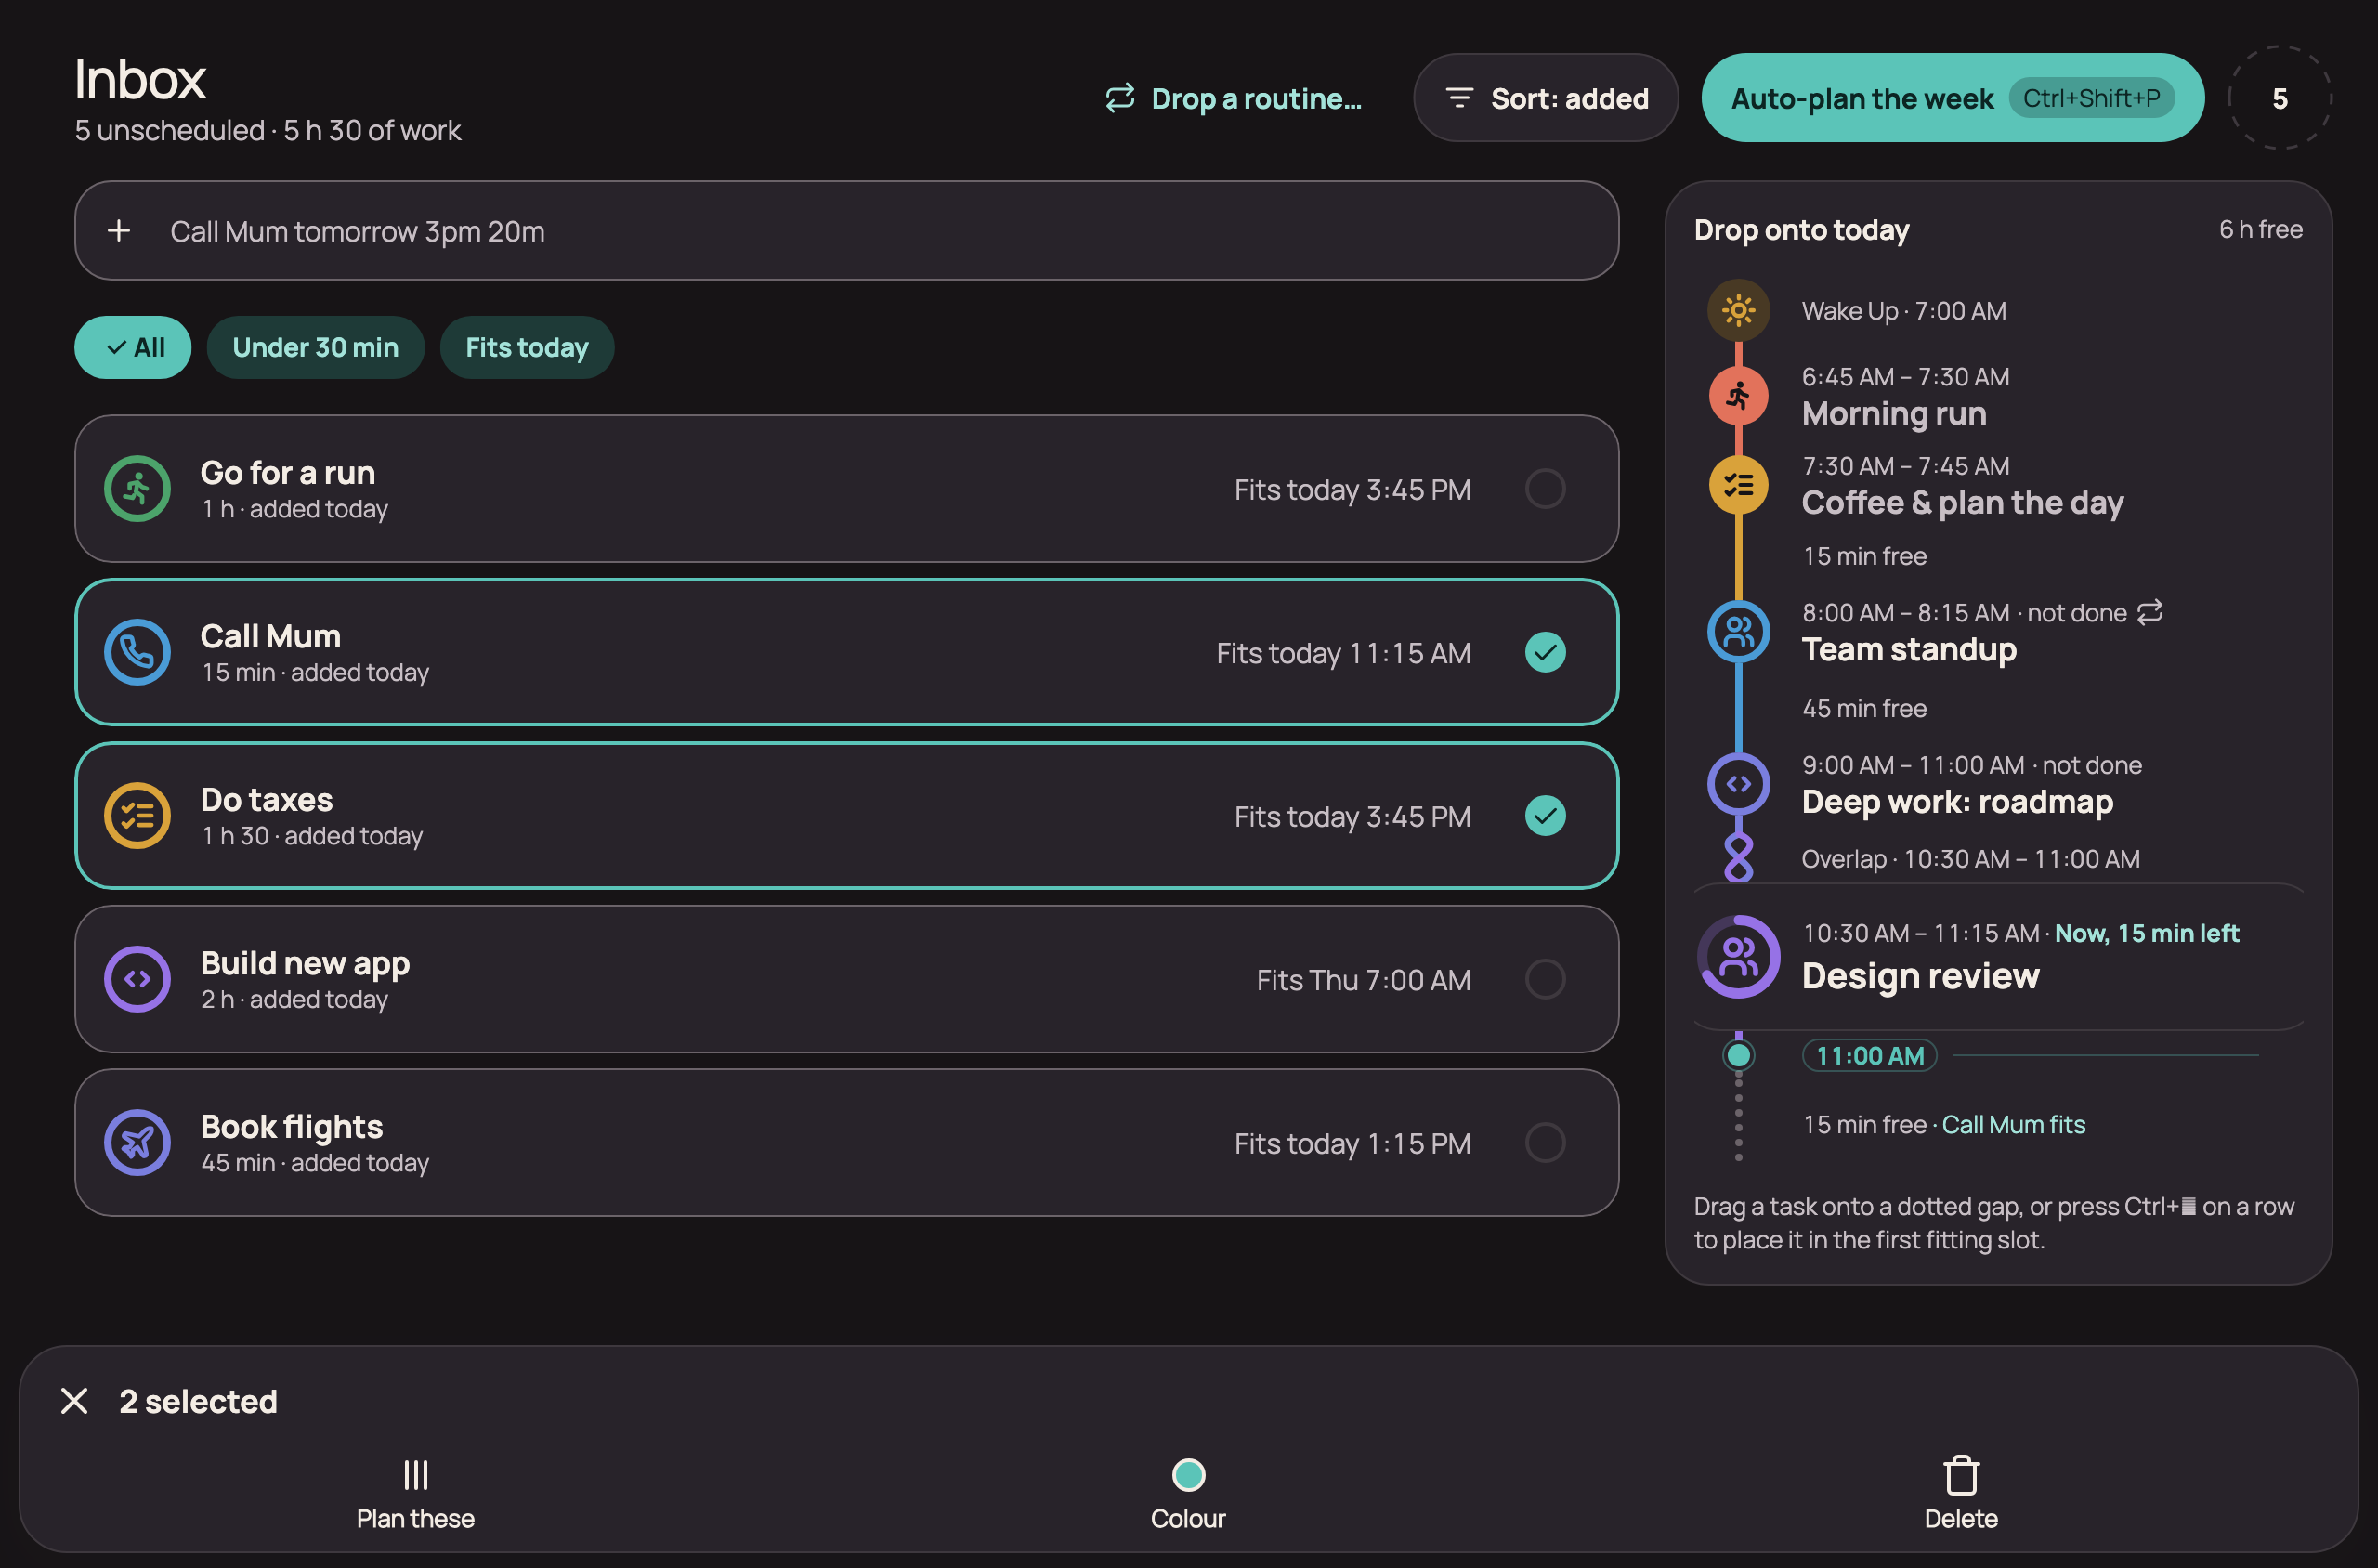 Inbox
5 unscheduled · 5 h 30 of work
Drop a routine...
Sort: added
Auto-plan the week Ctrl+Shift+P
5
Call Mum tomorrow 3pm 20m
All
Under 30 min
Fits today
Go for a run
1 h · added today
Fits today 3:45 PM
Call Mum
15 min · added today
Fits today 11:15 AM
Do taxes
1 h 30 · added today
Fits today 3:45 PM
Build new app
2 h · added today
Fits Thu 7:00 AM
Book flights
45 min · added today
Fits today 1:15 PM
Drop onto today
6 h free
Wake Up · 7:00 AM
6:45 AM – 7:30 AM
Morning run
7:30 AM – 7:45 AM
Coffee & plan the day
15 min free
8:00 AM – 8:15 AM · not done
Team standup
45 min free
9:00 AM – 11:00 AM · not done
Deep work: roadmap
Overlap · 10:30 AM – 11:00 AM
10:30 AM – 11:15 AM · Now, 15 min left
Design review
11:00 AM
15 min free · Call Mum fits
Drag a task onto a dotted gap, or press Ctrl+ on a row
to place it in the first fitting slot.
2 selected
Plan these
Colour
Delete